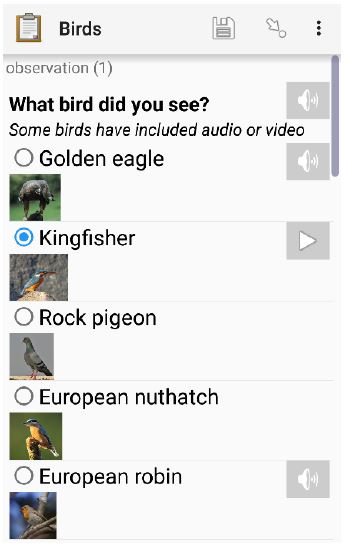 Birds
observation (1)
What bird did you see?
Some birds have included audio or video
Golden eagle
Kingfisher
Rock pigeon
European nuthatch
European robin